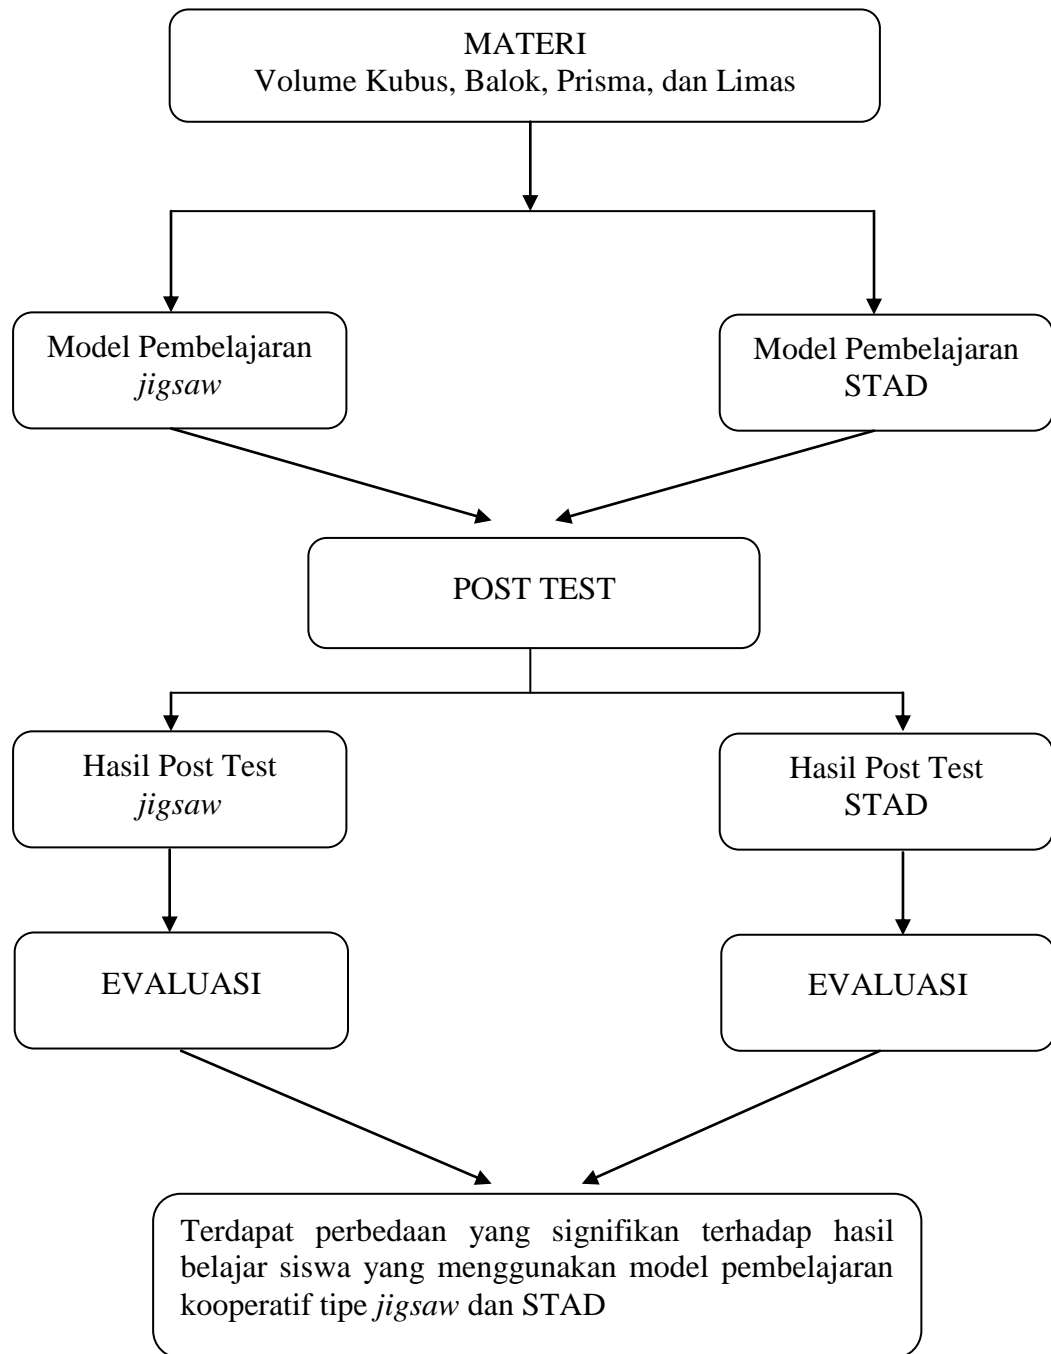 MATERI
Volume Kubus, Balok, Prisma, dan Limas
Model Pembelajaran
jigsaw
Model Pembelajaran
STAD
POST TEST
Hasil Post Test
jigsaw
Hasil Post Test
STAD
EVALUASI
EVALUASI
Terdapat perbedaan yang signifikan terhadap hasil
belajar siswa yang menggunakan model pembelajaran
kooperatif tipe jigsaw dan STAD